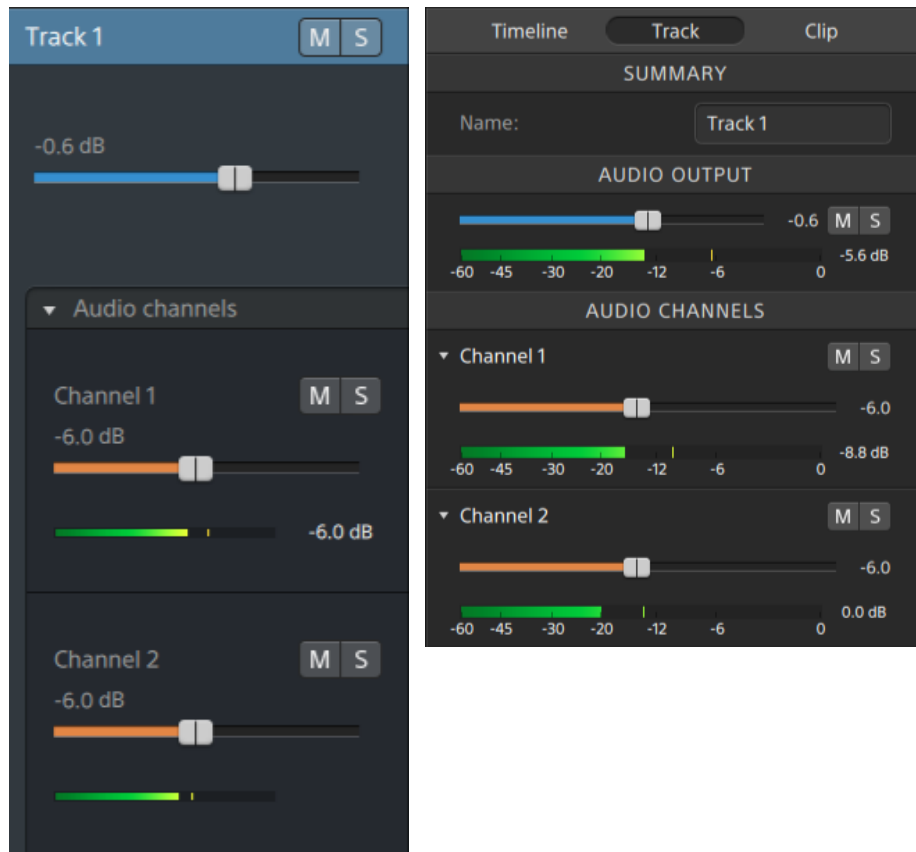 Track 1 M S
-0.6 dB
Audio channels
Channel 1 M S
-6.0 dB
-6.0 dB
Channel 2 M S
-6.0 dB
Timeline Track Clip
SUMMARY
Name: Track 1
AUDIO OUTPUT
-0.6 M S
-5.6 dB
-60 -45 -30 -20 -12 -6 0
AUDIO CHANNELS
Channel 1 M S
-6.0
-8.8 dB
-60 -45 -30 -20 -12 -6 0
Channel 2 M S
-6.0
0.0 dB
-60 -45 -30 -20 -12 -6 0